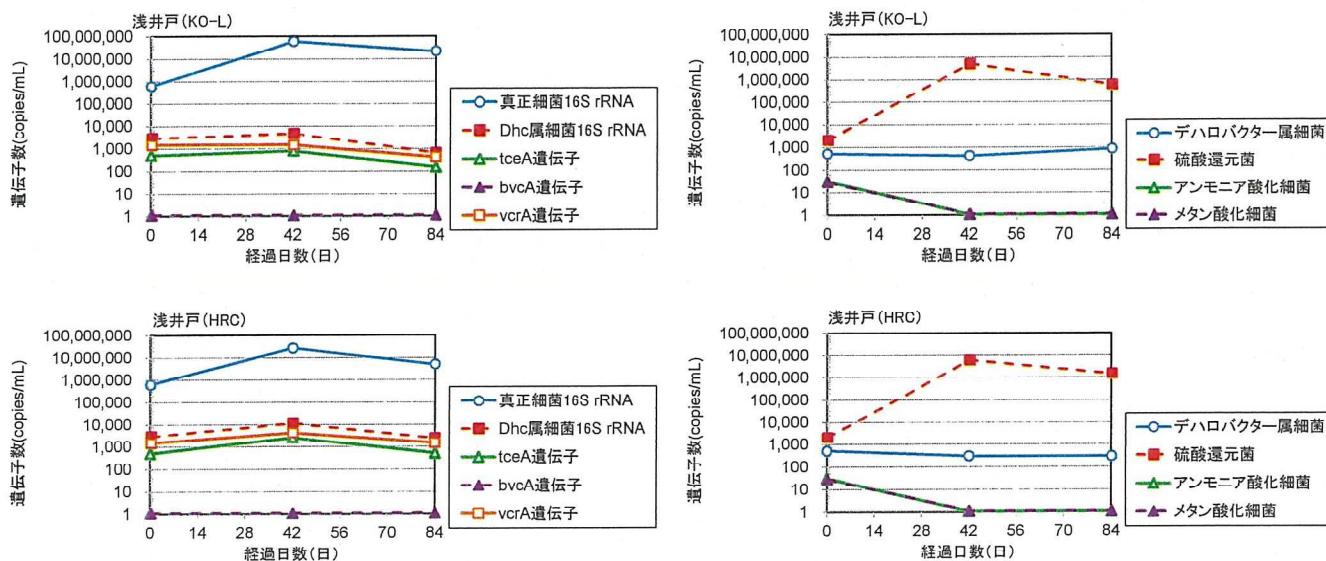 浅井戸(KO-L)
遺伝子数(copies/mL)
100,000,000
10,000,000
1,000,000
100,000
10,000
1,000
100
10
1
0 14 28 42 56 70 84
経過日数(日)
真正細菌16S rRNA
Dhc属細菌16S rRNA
tceA遺伝子
bvcA遺伝子
vcrA遺伝子
浅井戸(KO-L)
遺伝子数(copies/mL)
100,000,000
10,000,000
1,000,000
100,000
10,000
1,000
100
10
1
0 14 28 42 56 70 84
経過日数(日)
デハロバクター属細菌
硫酸還元菌
アンモニア酸化細菌
メタン酸化細菌
浅井戸(HRC)
遺伝子数(copies/mL)
100,000,000
10,000,000
1,000,000
100,000
10,000
1,000
100
10
1
0 14 28 42 56 70 84
経過日数(日)
真正細菌16S rRNA
Dhc属細菌16S rRNA
tceA遺伝子
bvcA遺伝子
vcrA遺伝子
浅井戸(HRC)
遺伝子数(copies/mL)
100,000,000
10,000,000
1,000,000
100,000
10,000
1,000
100
10
1
0 14 28 42 56 70 84
経過口数(日)
デハロバクター属細菌
硫酸還元菌
アンモニア酸化細菌
メタン酸化細菌